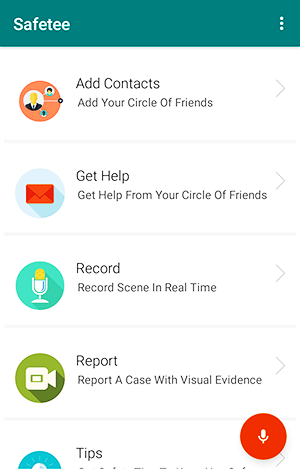 Safetee
Add Contacts
Add Your Circle Of Friends
Get Help
Get Help From Your Circle Of Friends
Record
Record Scene In Real Time
Report
Report A Case With Visual Evidence
Tips